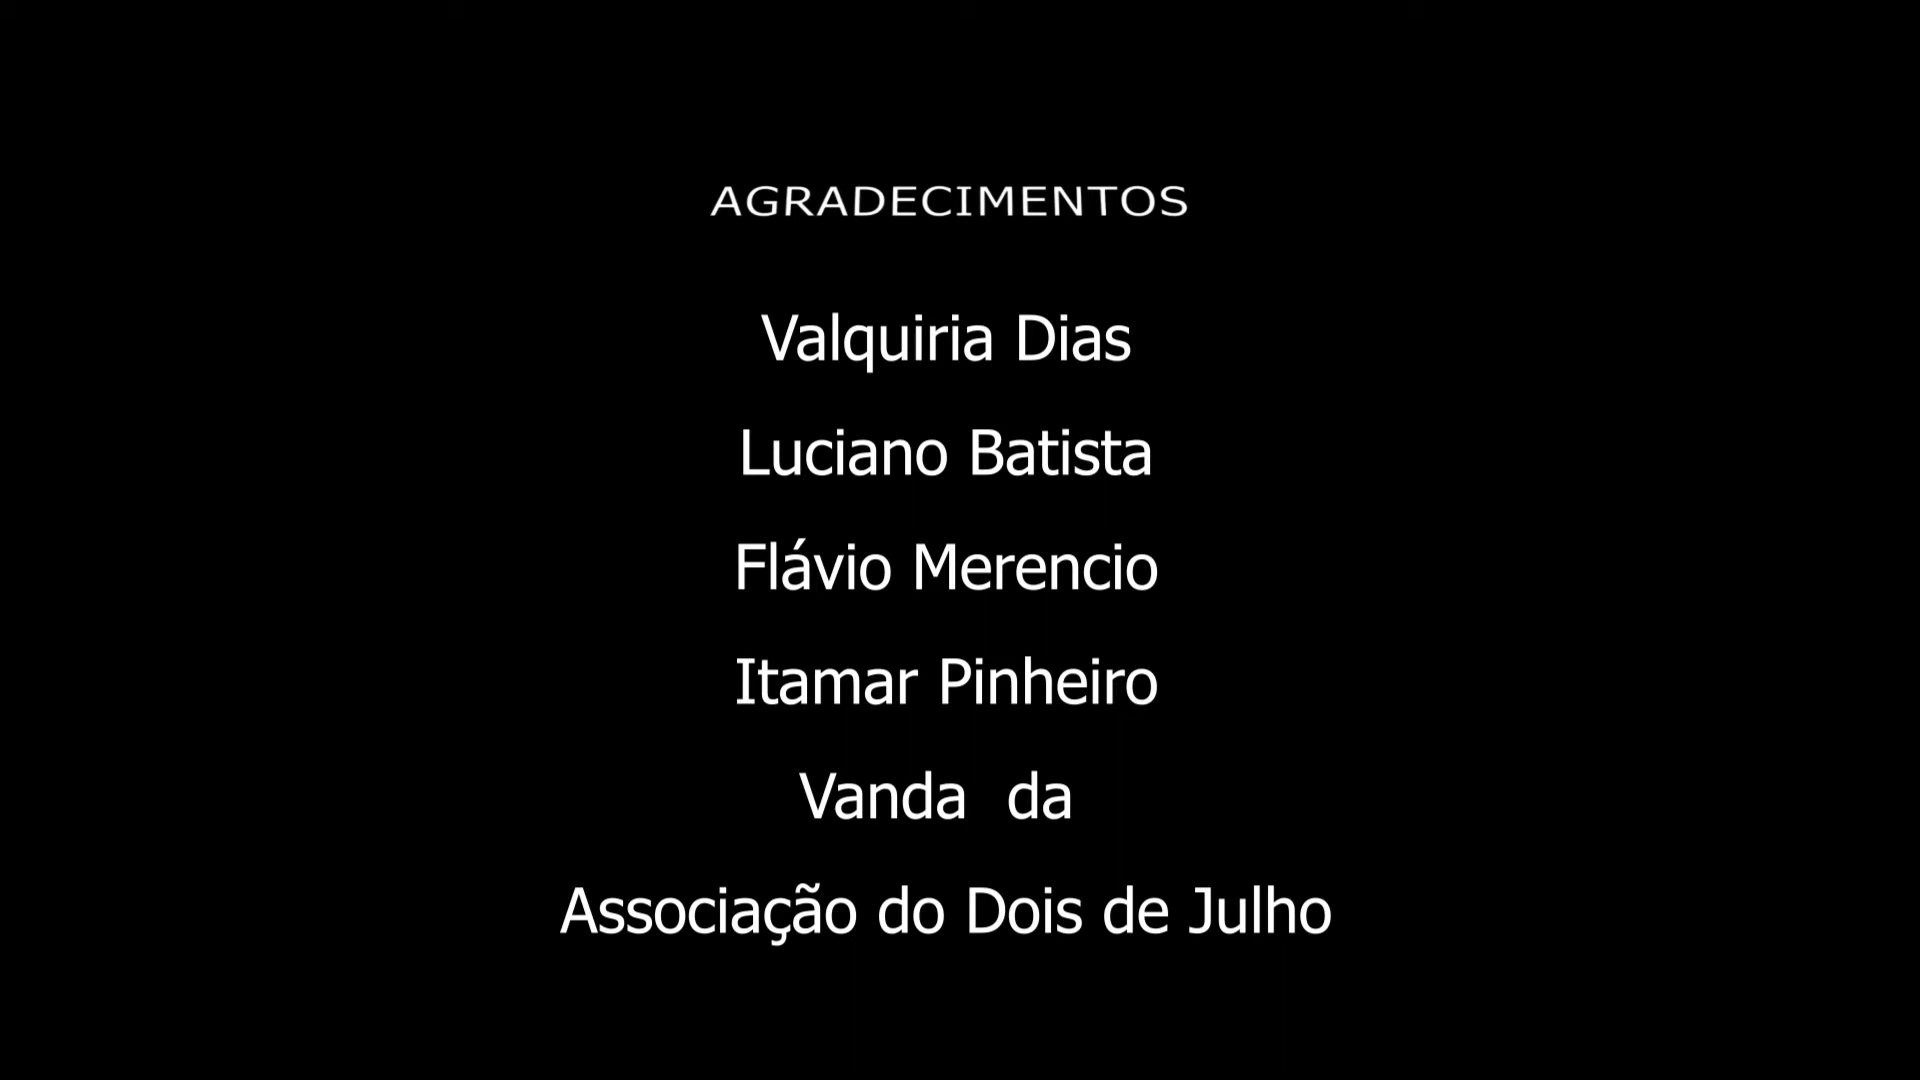 AGRADECIMENTOS
Valquiria Dias
Luciano Batista
Flávio Merencio
Itamar Pinheiro
Vanda  da
Associação do Dois de Julho